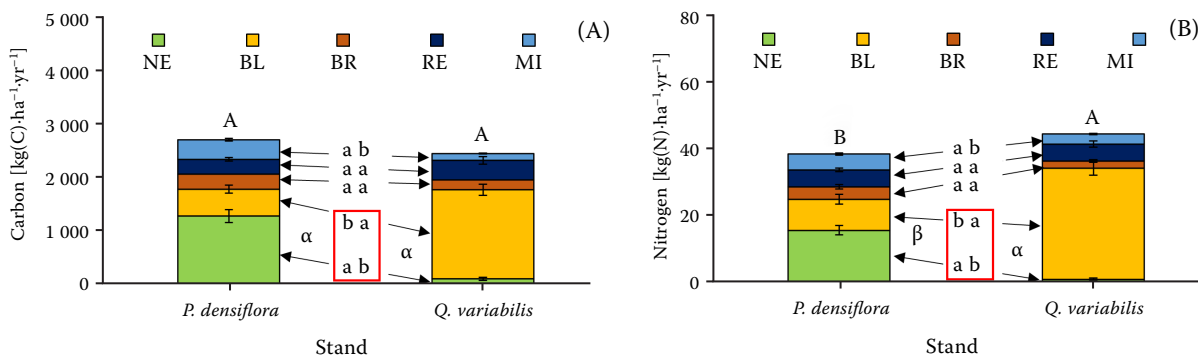 Carbon [kg(C)·ha⁻¹·yr⁻¹]
5 000
4 000
3 000
2 000
1 000
0
(A)
NE BL BR RE MI
A A
a b
a a
a a
b a
α α
a b
P. densiflora Q. variabilis
Stand
Nitrogen [kg(N)·ha⁻¹·yr⁻¹]
80
60
40
20
0
(B)
NE BL BR RE MI
B A
a b
a a
a a
b a
β α
a b
P. densiflora Q. variabilis
Stand